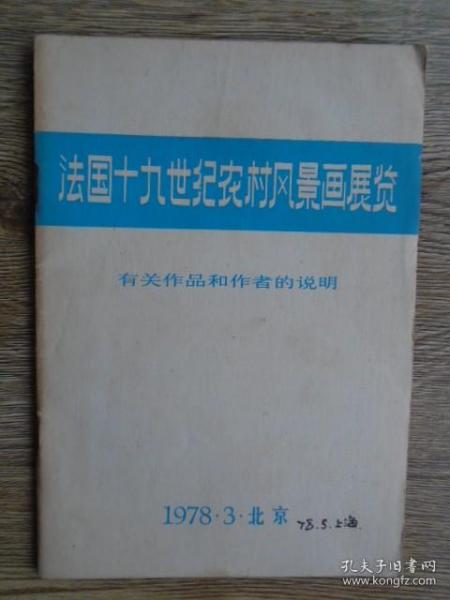 法国十九世纪农村风景画展览
有关作品和作者的说明
1978·3·北京
78.5.上海.
孔夫子旧书网
www.kongfz.com